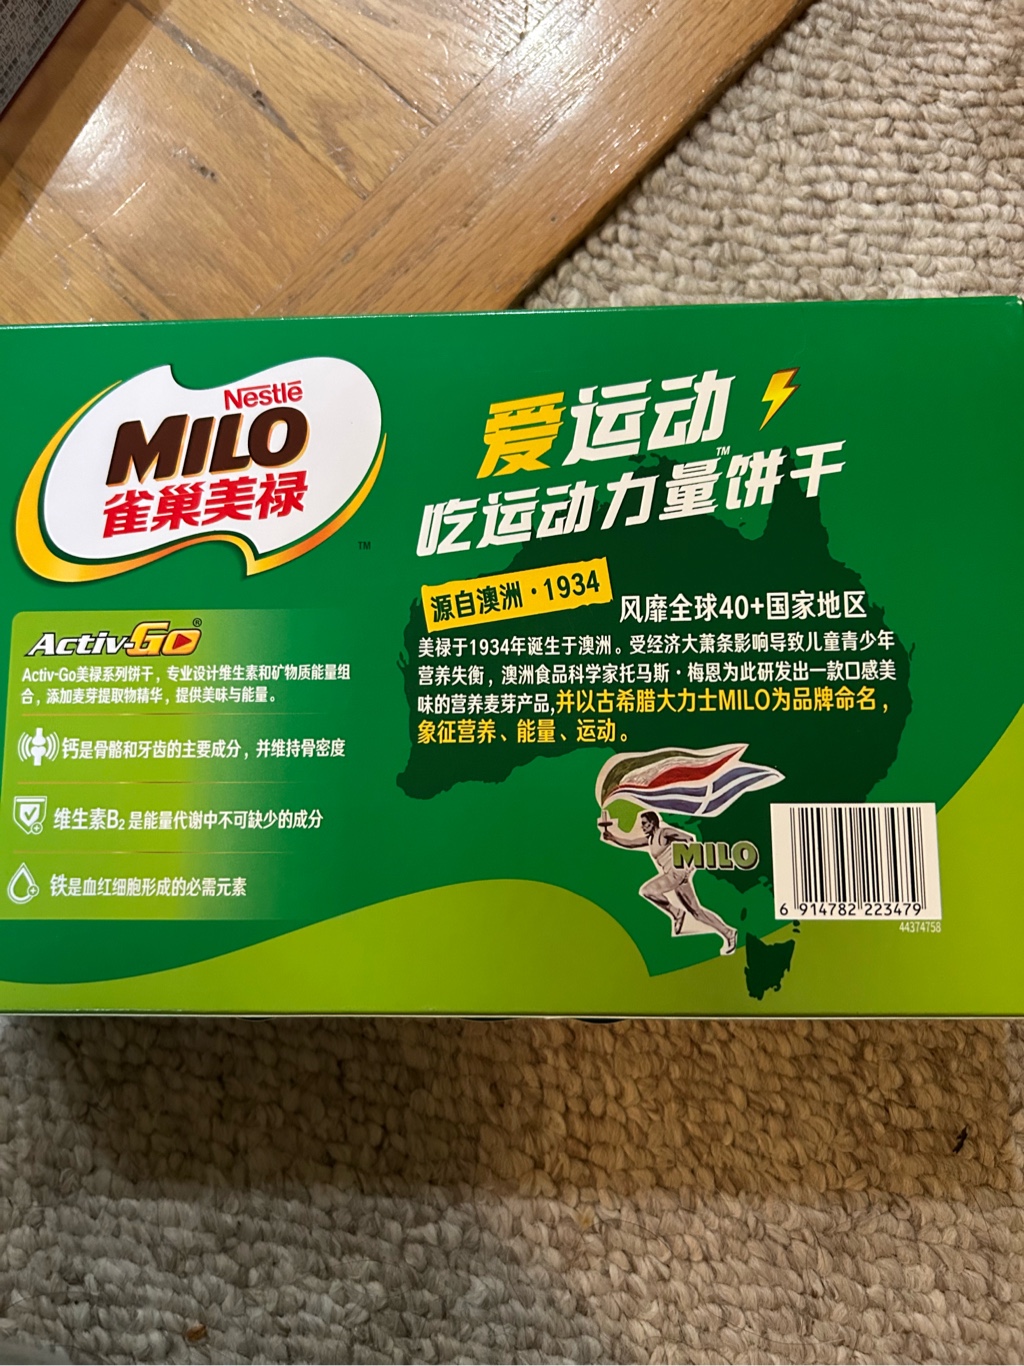 Nestlé
MILO
雀巢美禄
TM
爱运动
吃运动力量™饼干
源自澳洲·1934
风靡全球40+国家地区
美禄于1934年诞生于澳洲。受经济大萧条影响导致儿童青少年
营养失衡，澳洲食品科学家托马斯·梅恩为此研发出一款口感美
味的营养麦芽产品,并以古希腊大力士MILO为品牌命名，
象征营养、能量、运动。
Activ-Go®
Activ-Go美禄系列饼干，专业设计维生素和矿物质能量组
合，添加麦芽提取物精华，提供美味与能量。
钙是骨骼和牙齿的主要成分，并维持骨密度
维生素B₂是能量代谢中不可缺少的成分
铁是血红细胞形成的必需元素
MILO
6 914782 223479
44374758